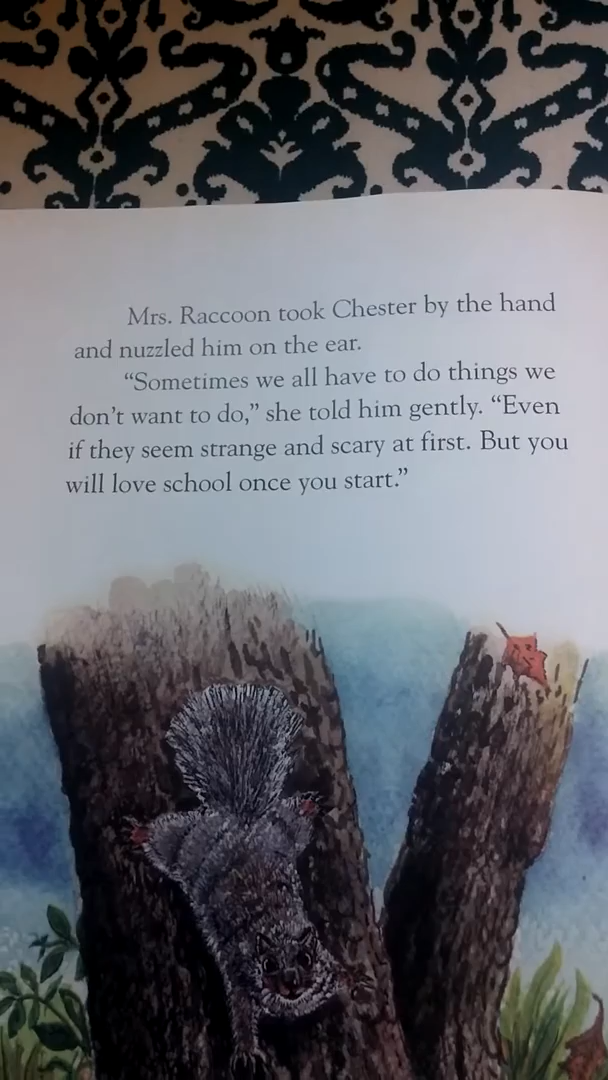 Mrs. Raccoon took Chester by the hand
and nuzzled him on the ear.
“Sometimes we all have to do things we
don’t want to do,” she told him gently. “Even
if they seem strange and scary at first. But you
will love school once you start.”